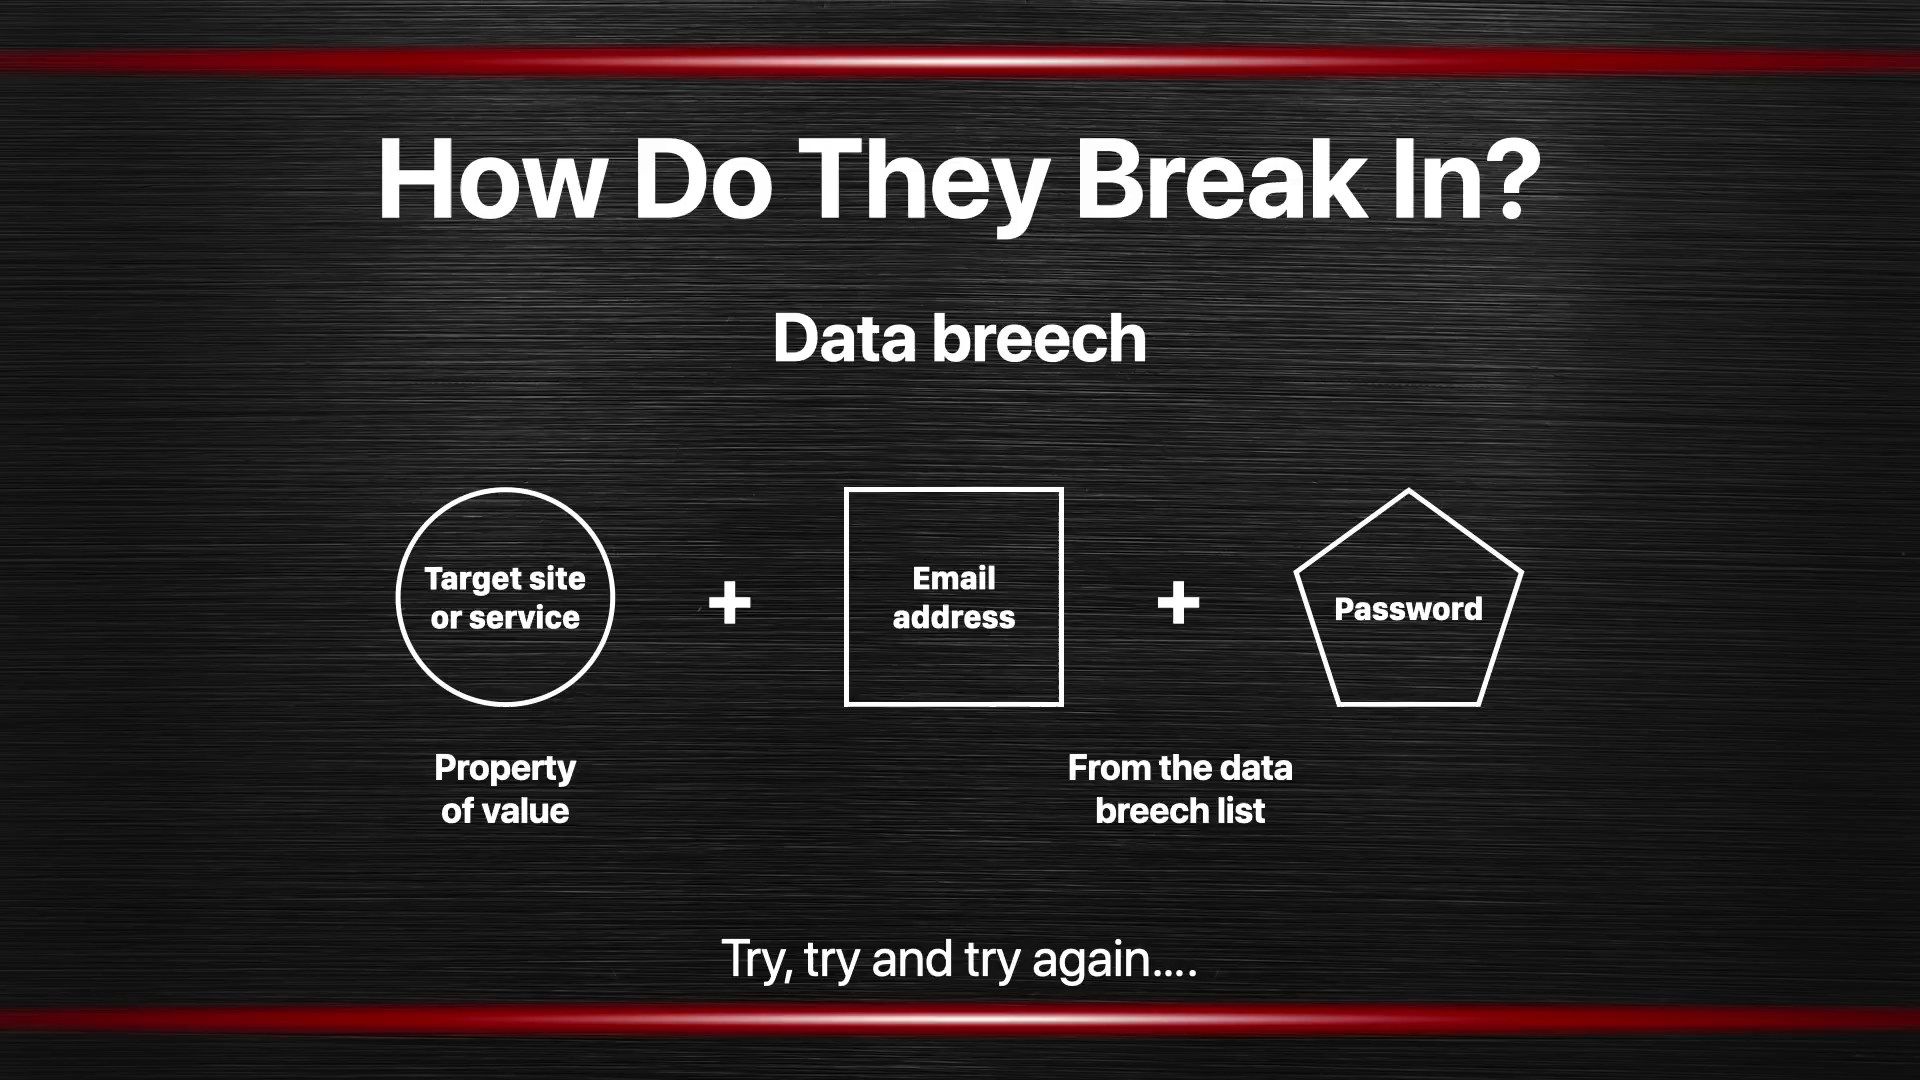 How Do They Break In?
Data breech
Target site
or service
+
Email
address
+
Password
Property
of value
From the data
breech list
Try, try and try again....